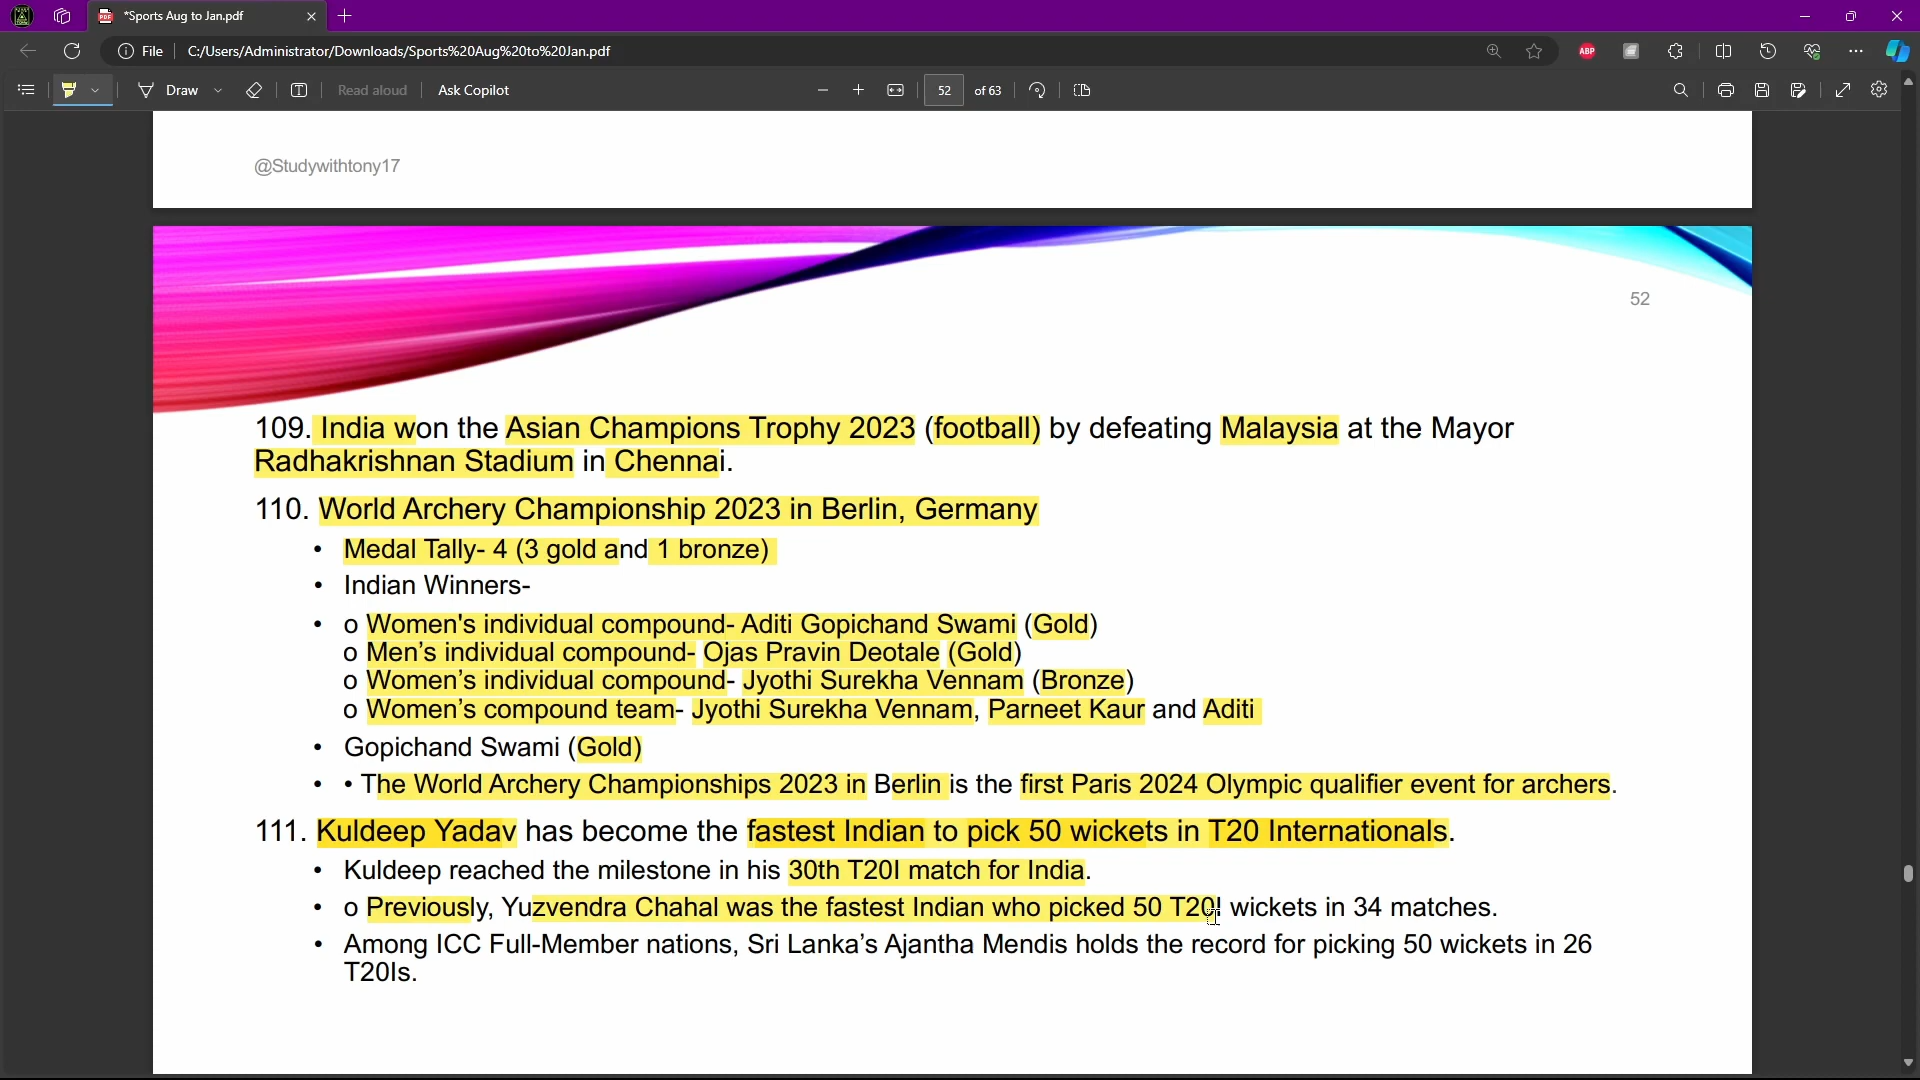 *Sports Aug to Jan.pdf
File
C:/Users/Administrator/Downloads/Sports%20Aug%20to%20Jan.pdf
ABP
Draw
Read aloud
Ask Copilot
52
of 63
@Studywithtony17
52
109. India won the Asian Champions Trophy 2023 (football) by defeating Malaysia at the Mayor
Radhakrishnan Stadium in Chennai.
110. World Archery Championship 2023 in Berlin, Germany
• Medal Tally- 4 (3 gold and 1 bronze)
• Indian Winners-
• o Women's individual compound- Aditi Gopichand Swami (Gold)
o Men’s individual compound- Ojas Pravin Deotale (Gold)
o Women’s individual compound- Jyothi Surekha Vennam (Bronze)
o Women’s compound team- Jyothi Surekha Vennam, Parneet Kaur and Aditi
• Gopichand Swami (Gold)
• • The World Archery Championships 2023 in Berlin is the first Paris 2024 Olympic qualifier event for archers.
111. Kuldeep Yadav has become the fastest Indian to pick 50 wickets in T20 Internationals.
• Kuldeep reached the milestone in his 30th T20I match for India.
• o Previously, Yuzvendra Chahal was the fastest Indian who picked 50 T20I wickets in 34 matches.
• Among ICC Full-Member nations, Sri Lanka’s Ajantha Mendis holds the record for picking 50 wickets in 26
T20Is.